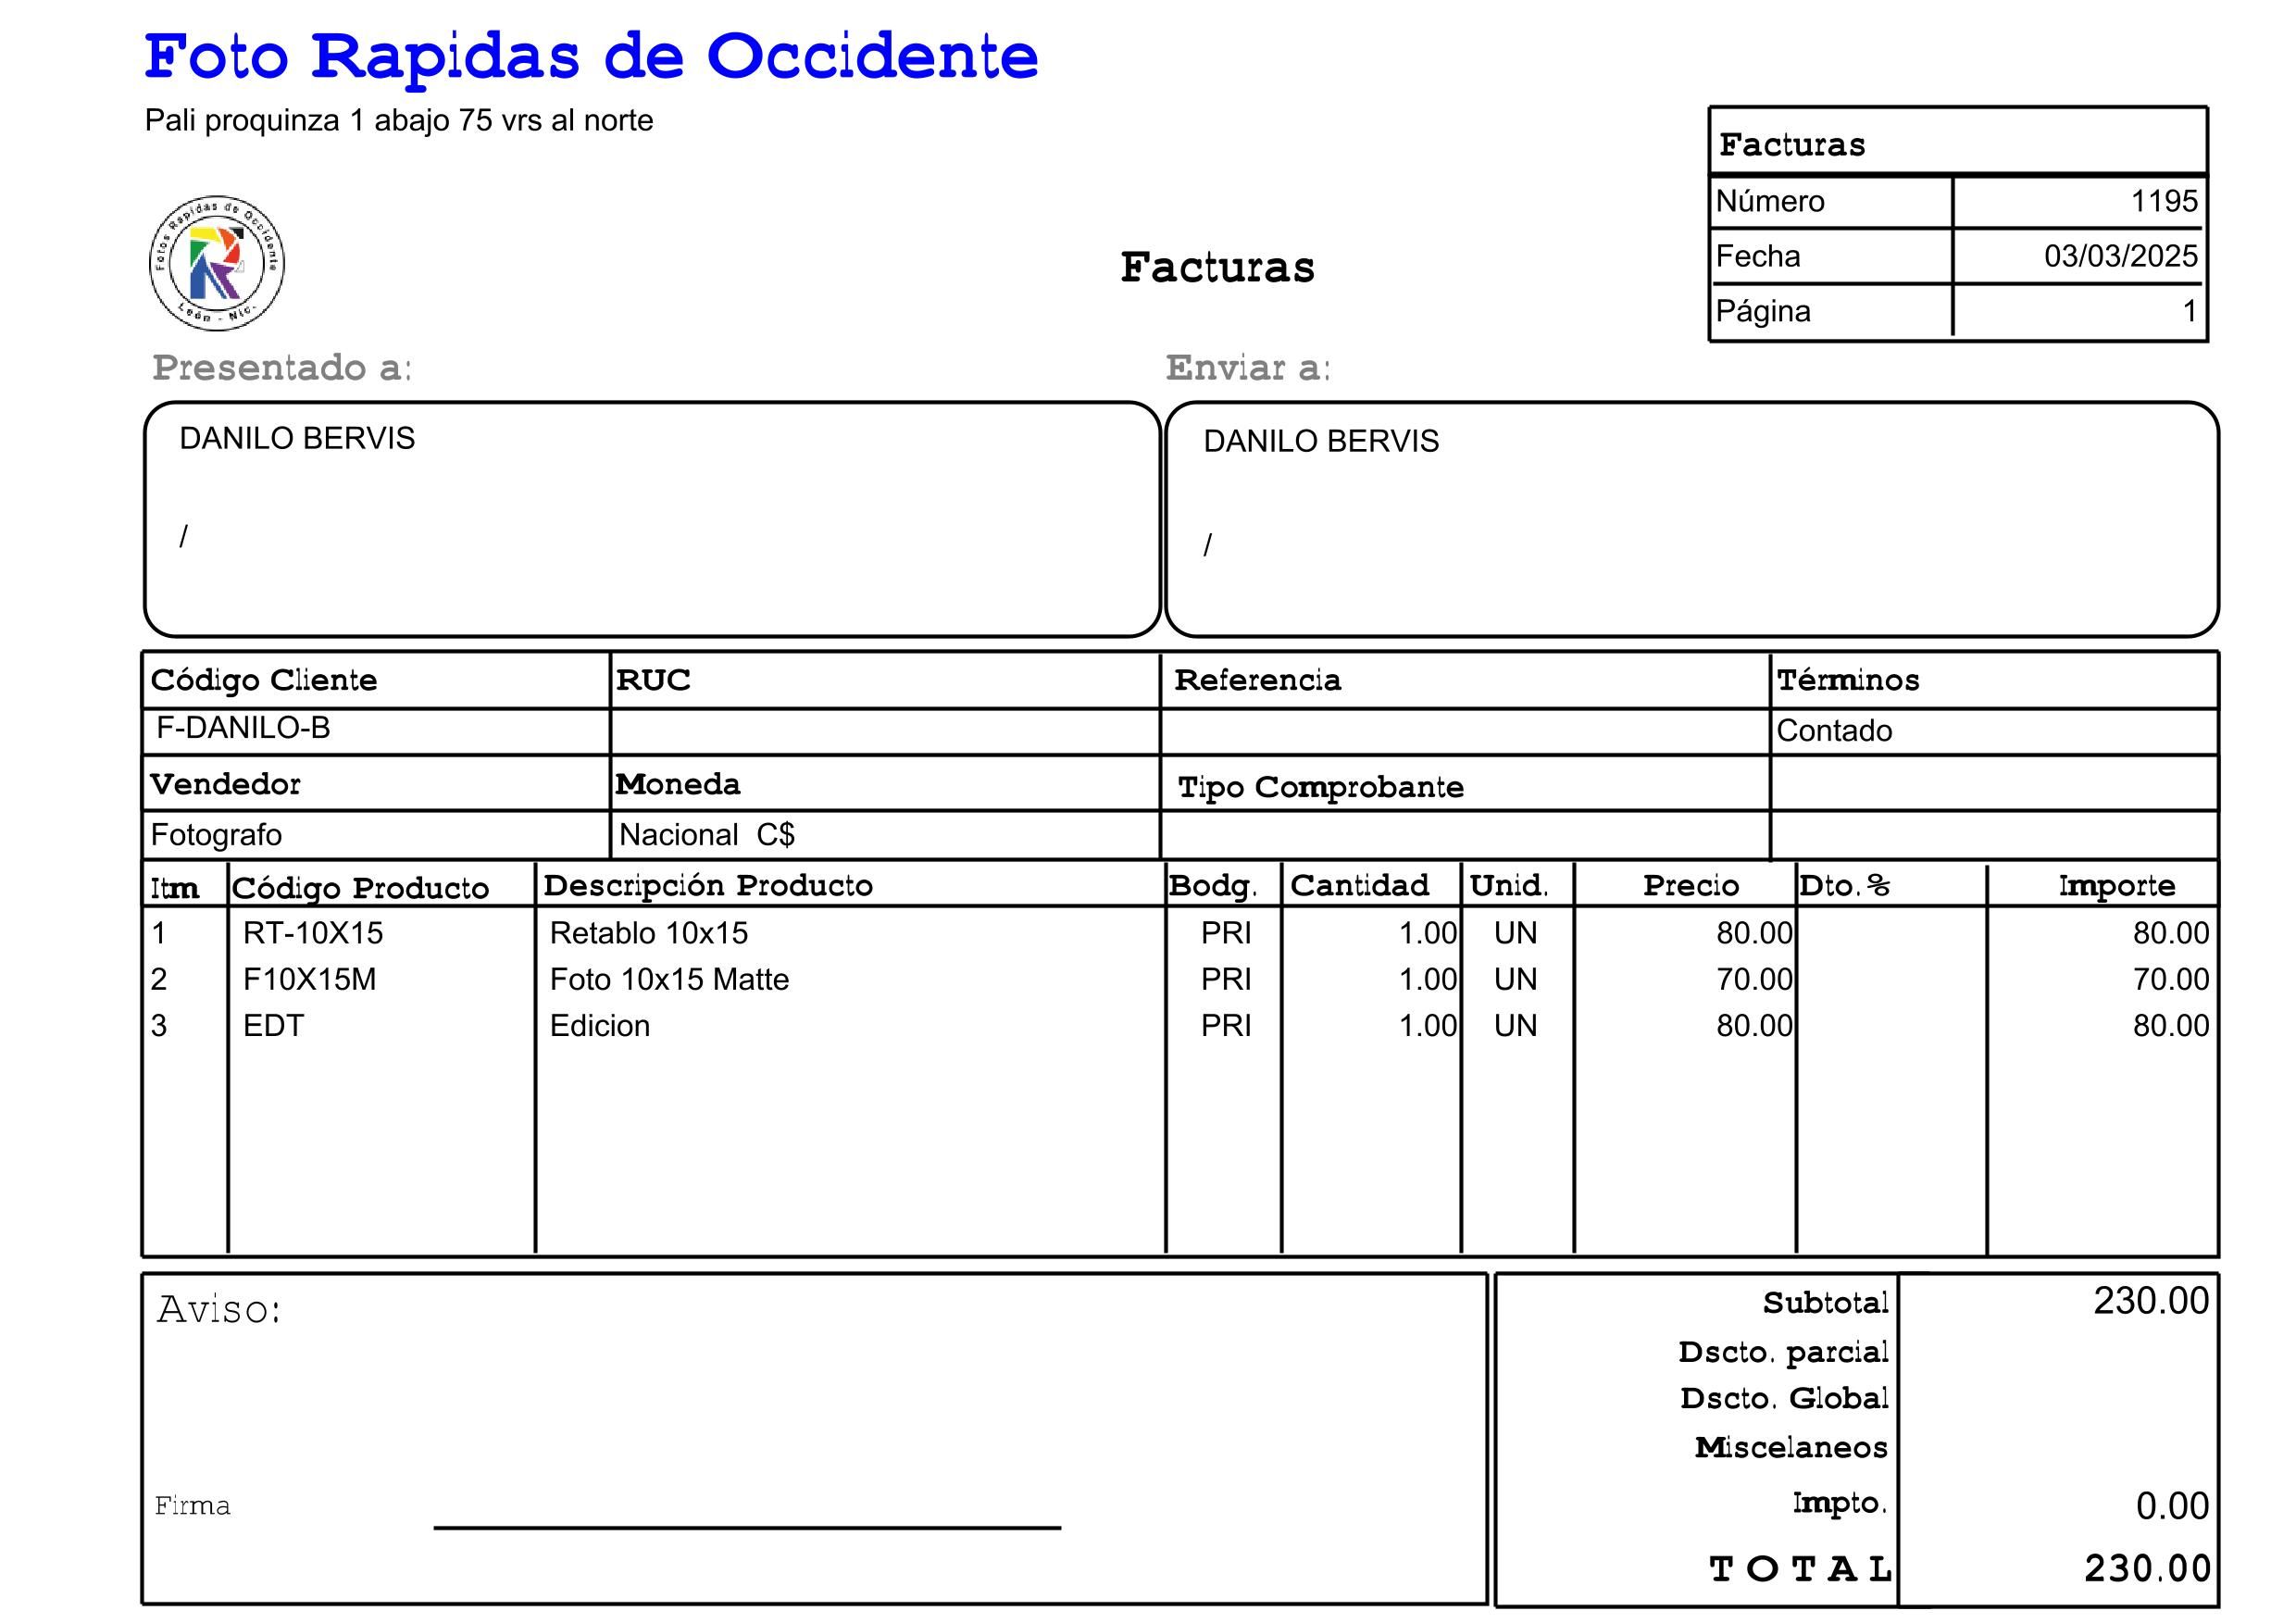 Foto Rapidas de Occidente
Pali proquinza 1 abajo 75 vrs al norte
Facturas
Número 1195
Fecha 03/03/2025
Página 1
Fotos Rapidas de Occidente
León - Nic.
Facturas
Presentado a: Enviar a:
DANILO BERVIS DANILO BERVIS
/ /
Código Cliente RUC Referencia Términos
F-DANILO-B Contado
Vendedor Moneda Tipo Comprobante
Fotografo Nacional C$
Itm Código Producto Descripción Producto Bodg. Cantidad Unid. Precio Dto.% Importe
1 RT-10X15 Retablo 10x15 PRI 1.00 UN 80.00 80.00
2 F10X15M Foto 10x15 Matte PRI 1.00 UN 70.00 70.00
3 EDT Edicion PRI 1.00 UN 80.00 80.00
Aviso:
Subtotal 230.00
Dscto. parcial
Dscto. Global
Miscelaneos
Firma
Impto. 0.00
TOTAL 230.00